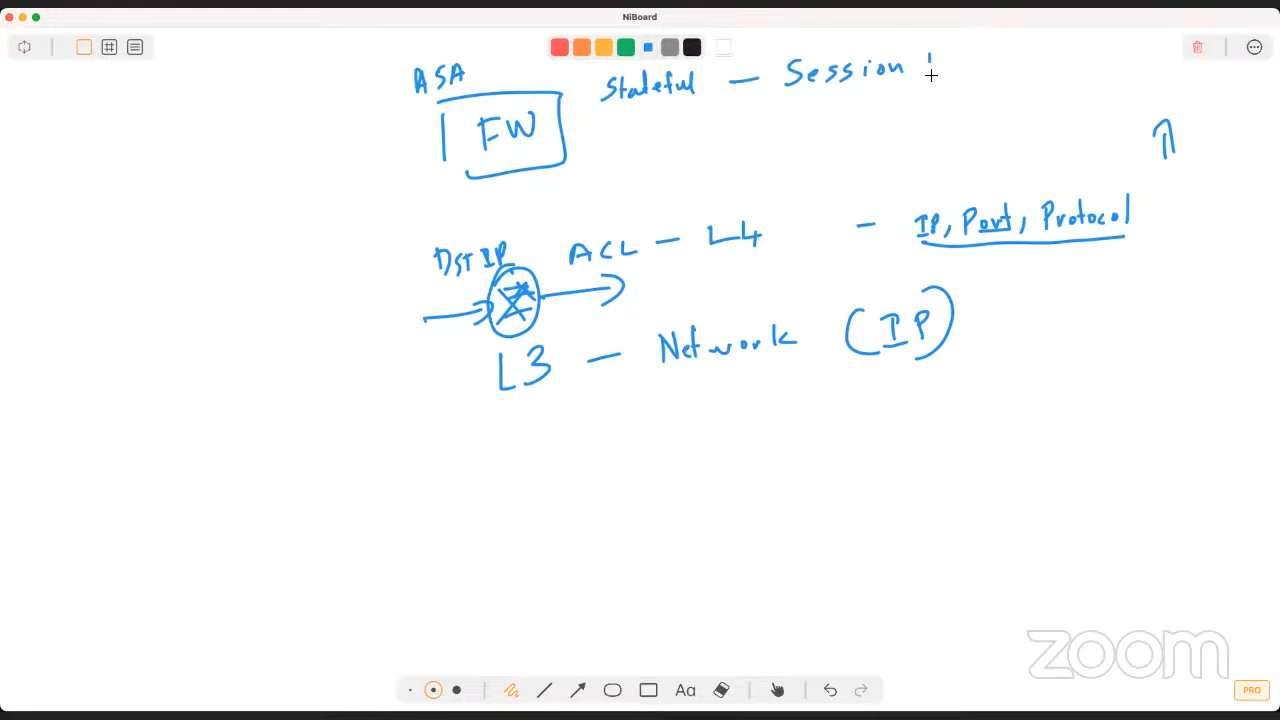 NiBoard
ASA Stateful — Session
FW
DST IP ACL — L4 — IP, Port, Protocol
L3 — Network (IP)
zoom
Aa
PRO